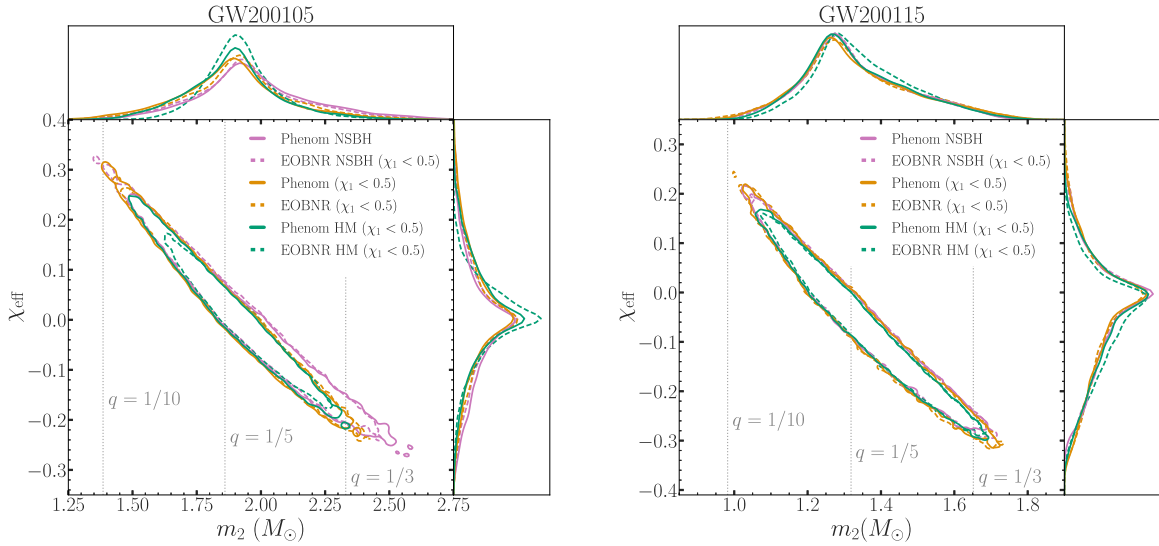 GW200105
GW200115
Phenom NSBH
EOBNR NSBH (χ₁ < 0.5)
Phenom (χ₁ < 0.5)
EOBNR (χ₁ < 0.5)
Phenom HM (χ₁ < 0.5)
EOBNR HM (χ₁ < 0.5)
q = 1/10
q = 1/5
q = 1/3
0.4
0.3
0.2
0.1
0.0
−0.1
−0.2
−0.3
χeff
1.25
1.50
1.75
2.00
2.25
2.50
2.75
m₂ (M⊙)
Phenom NSBH
EOBNR NSBH (χ₁ < 0.5)
Phenom (χ₁ < 0.5)
EOBNR (χ₁ < 0.5)
Phenom HM (χ₁ < 0.5)
EOBNR HM (χ₁ < 0.5)
q = 1/10
q = 1/5
q = 1/3
0.4
0.3
0.2
0.1
0.0
−0.1
−0.2
−0.3
−0.4
χeff
1.0
1.2
1.4
1.6
1.8
m₂(M⊙)